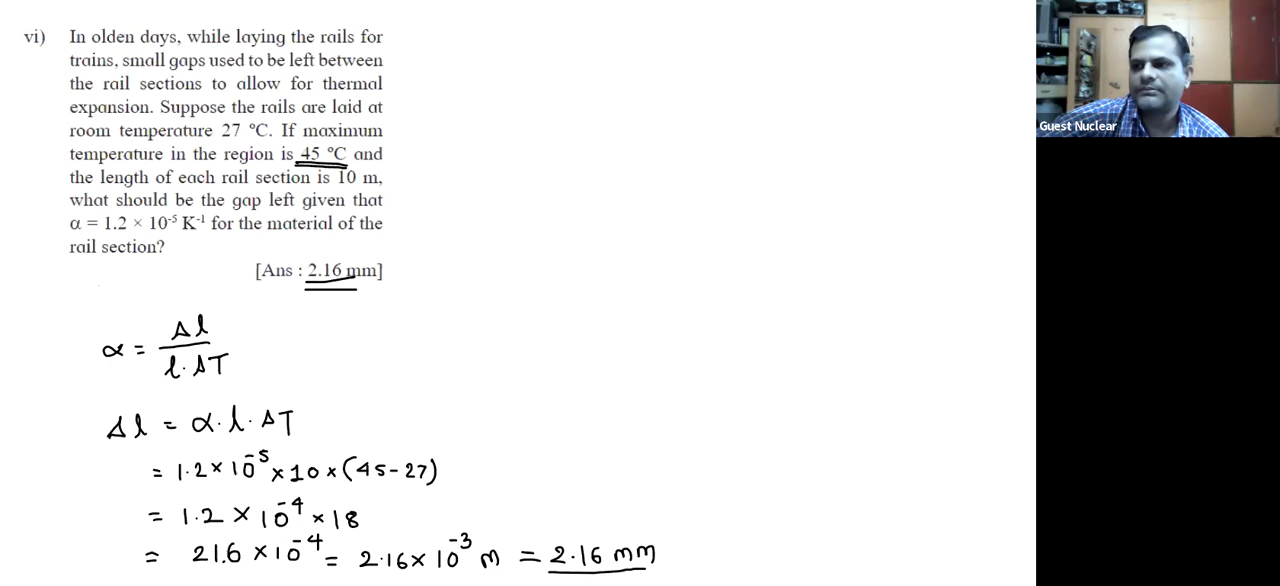 vi) In olden days, while laying the rails for
trains, small gaps used to be left between
the rail sections to allow for thermal
expansion. Suppose the rails are laid at
room temperature 27 °C. If maximum
temperature in the region is 45 °C and
the length of each rail section is 10 m,
what should be the gap left given that
α = 1.2 × 10⁻⁵ K⁻¹ for the material of the
rail section?
[Ans : 2.16 mm]
α = Δl / l · ΔT
Δl = α · l · ΔT
= 1.2 × 10⁻⁵ × 10 × (45 - 27)
= 1.2 × 10⁻⁴ × 18
= 21.6 × 10⁻⁴ = 2.16 × 10⁻³ m = 2.16 mm
Guest Nuclear